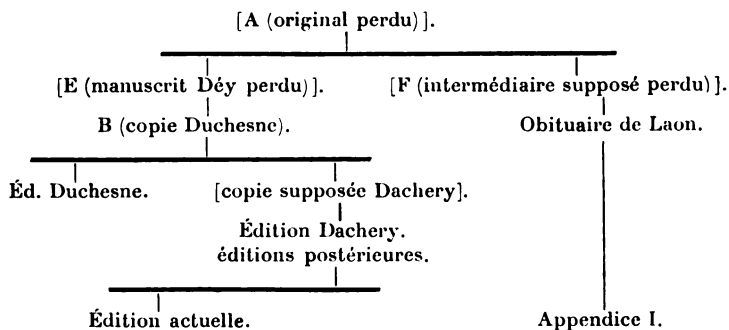 [A (original perdu)].
[E (manuscrit Déy perdu)]. [F (intermédiaire supposé perdu)].
B (copie Duchesne). Obituaire de Laon.
Éd. Duchesne. [copie supposée Dachery].
Édition Dachery.
éditions postérieures.
Édition actuelle. Appendice I.